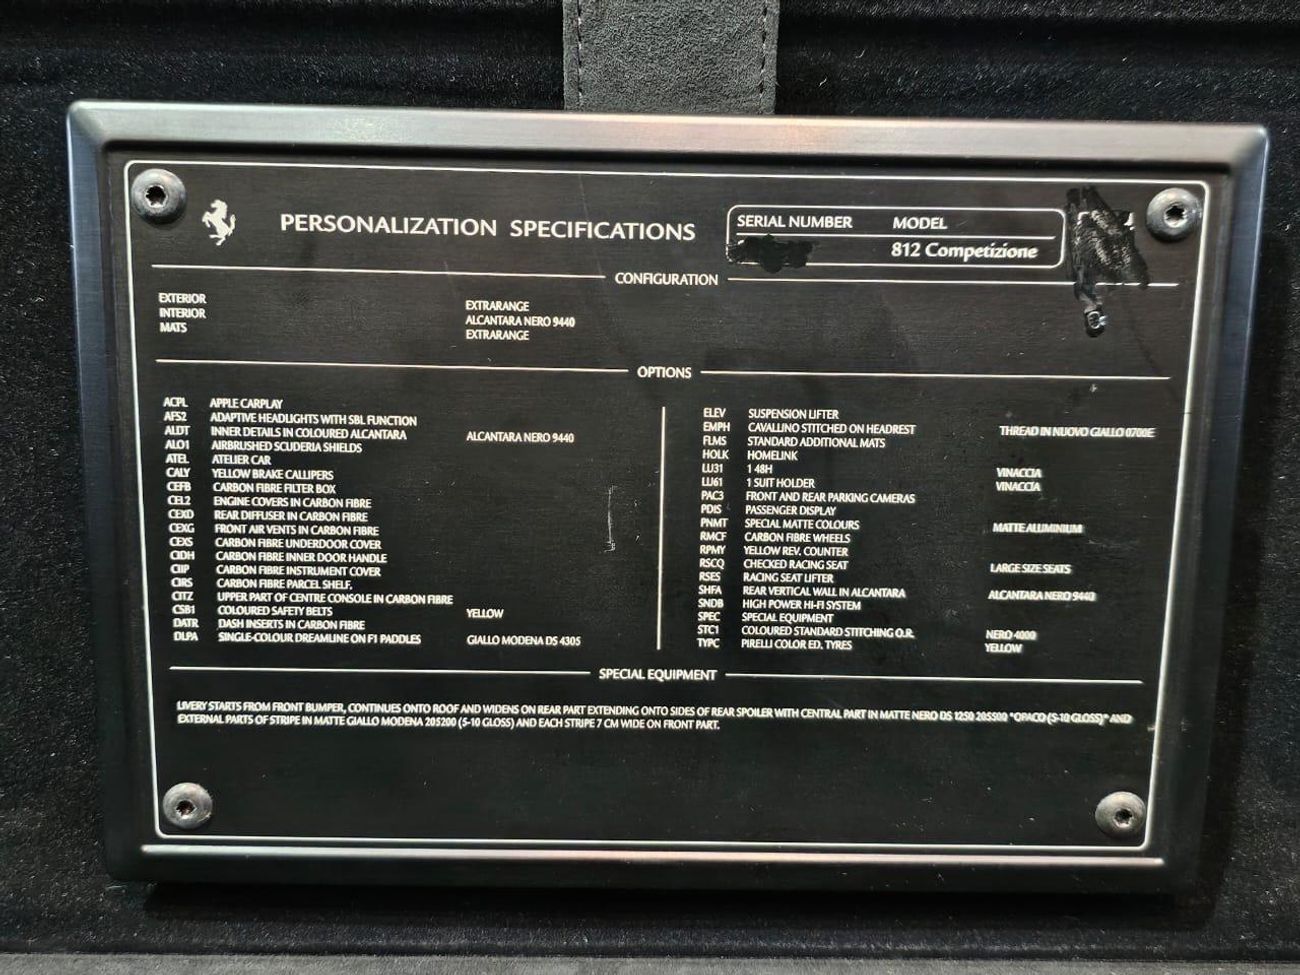 PERSONALIZATION SPECIFICATIONS
SERIAL NUMBER MODEL
812 Competizione
CONFIGURATION
EXTERIOR EXTRARANGE
INTERIOR ALCANTARA NERO 9440
MATS EXTRARANGE
OPTIONS
ACPL APPLE CARPLAY
AFS2 ADAPTIVE HEADLIGHTS WITH SBL FUNCTION
ALDT INNER DETAILS IN COLOURED ALCANTARA ALCANTARA NERO 9440
ALO1 AIRBRUSHED SCUDERIA SHIELDS
ATEL ATELIER CAR
CALY YELLOW BRAKE CALLIPERS
CEFB CARBON FIBRE FILTER BOX
CEL2 ENGINE COVERS IN CARBON FIBRE
CEXD REAR DIFFUSER IN CARBON FIBRE
CEXG FRONT AIR VENTS IN CARBON FIBRE
CEXS CARBON FIBRE UNDERDOOR COVER
CIDH CARBON FIBRE INNER DOOR HANDLE
CIIP CARBON FIBRE INSTRUMENT COVER
CIRS CARBON FIBRE PARCEL SHELF.
CITZ UPPER PART OF CENTRE CONSOLE IN CARBON FIBRE
CSB1 COLOURED SAFETY BELTS YELLOW
DATR DASH INSERTS IN CARBON FIBRE
DLPA SINGLE-COLOUR DREAMLINE ON F1 PADDLES GIALLO MODENA DS 4305
ELEV SUSPENSION LIFTER
EMPH CAVALLINO STITCHED ON HEADREST THREAD IN NUOVO GIALLO 0700E
FLMS STANDARD ADDITIONAL MATS
HOLK HOMELINK
LU31 1 48H VINACCIA
LU61 1 SUIT HOLDER VINACCIA
PAC3 FRONT AND REAR PARKING CAMERAS
PDIS PASSENGER DISPLAY
PNMT SPECIAL MATTE COLOURS MATTE ALUMINIUM
RMCF CARBON FIBRE WHEELS
RPMY YELLOW REV. COUNTER
RSCQ CHECKED RACING SEAT LARGE SIZE SEATS
RSES RACING SEAT LIFTER
SHFA REAR VERTICAL WALL IN ALCANTARA ALCANTARA NERO 9440
SNDB HIGH POWER HI-FI SYSTEM
SPEC SPECIAL EQUIPMENT
STC1 COLOURED STANDARD STITCHING O.R. NERO 4000
TYPC PIRELLI COLOR ED. TYRES YELLOW
SPECIAL EQUIPMENT
LIVERY STARTS FROM FRONT BUMPER, CONTINUES ONTO ROOF AND WIDENS ON REAR PART EXTENDING ONTO SIDES OF REAR SPOILER WITH CENTRAL PART IN MATTE NERO DS 1250 205500 "OPACO (5-10 GLOSS)" AND
EXTERNAL PARTS OF STRIPE IN MATTE GIALLO MODENA 205200 (5-10 GLOSS) AND EACH STRIPE 7 CM WIDE ON FRONT PART.